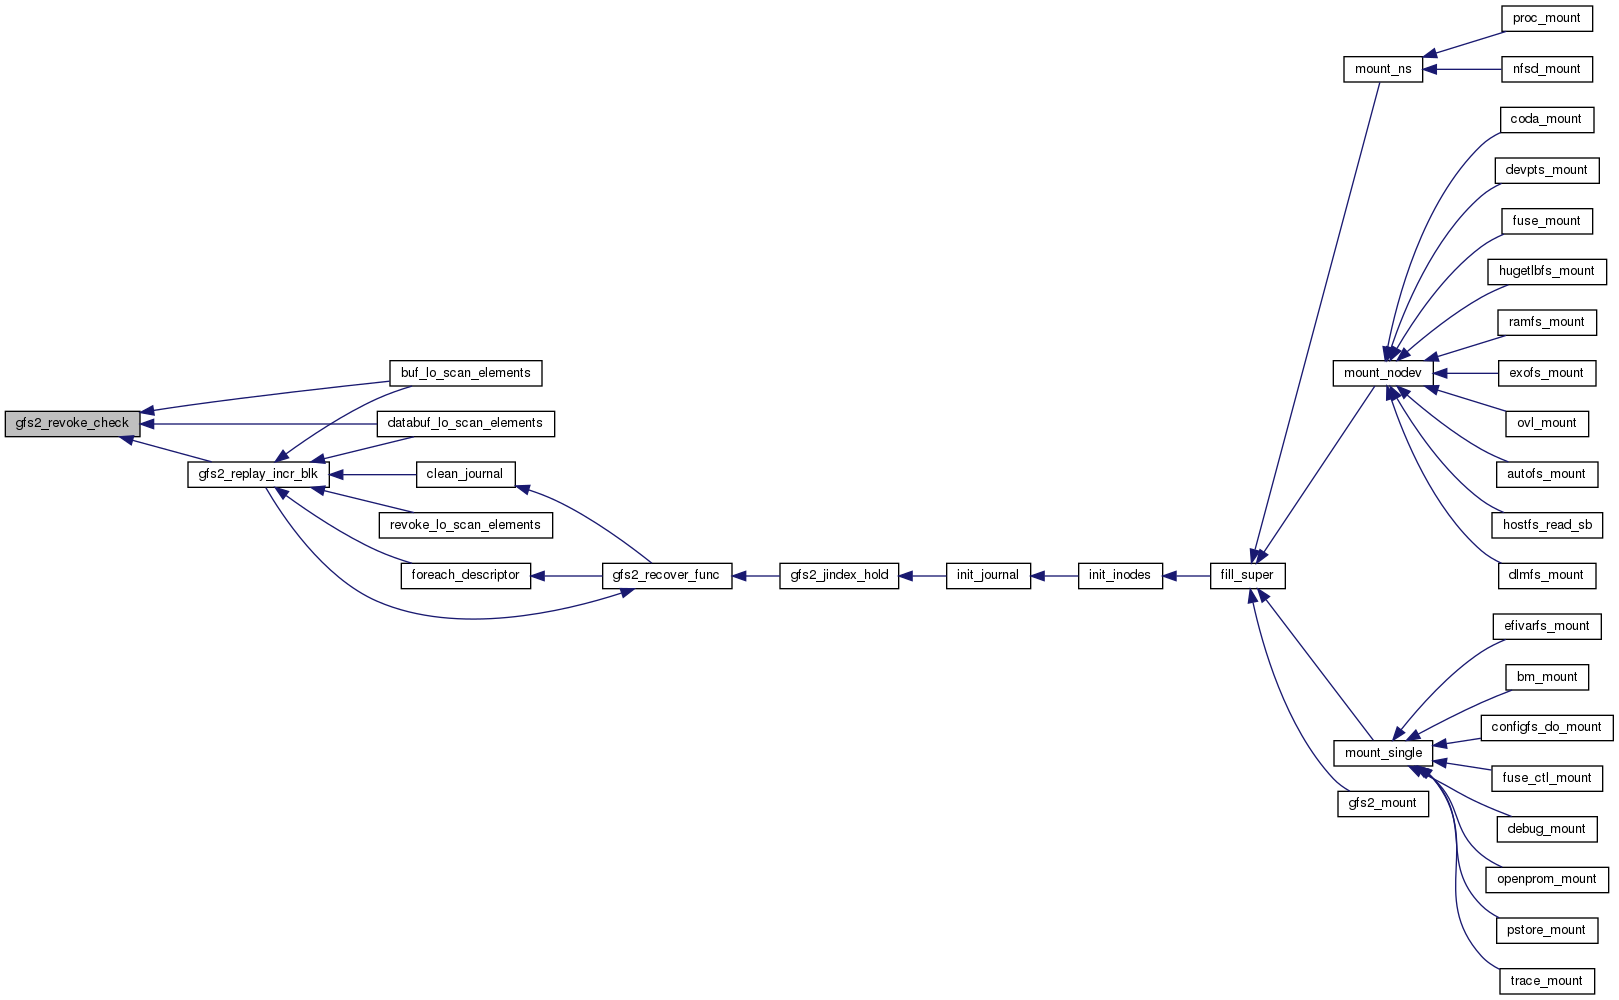 proc_mount
mount_ns
nfsd_mount
coda_mount
devpts_mount
fuse_mount
hugetlbfs_mount
ramfs_mount
buf_lo_scan_elements
mount_nodev
exofs_mount
gfs2_revoke_check
databuf_lo_scan_elements
ovl_mount
gfs2_replay_incr_blk
clean_journal
autofs_mount
revoke_lo_scan_elements
hostfs_read_sb
foreach_descriptor
gfs2_recover_func
gfs2_jindex_hold
init_journal
init_inodes
fill_super
dlmfs_mount
efivarfs_mount
bm_mount
configfs_do_mount
mount_single
fuse_ctl_mount
gfs2_mount
debug_mount
openprom_mount
pstore_mount
trace_mount